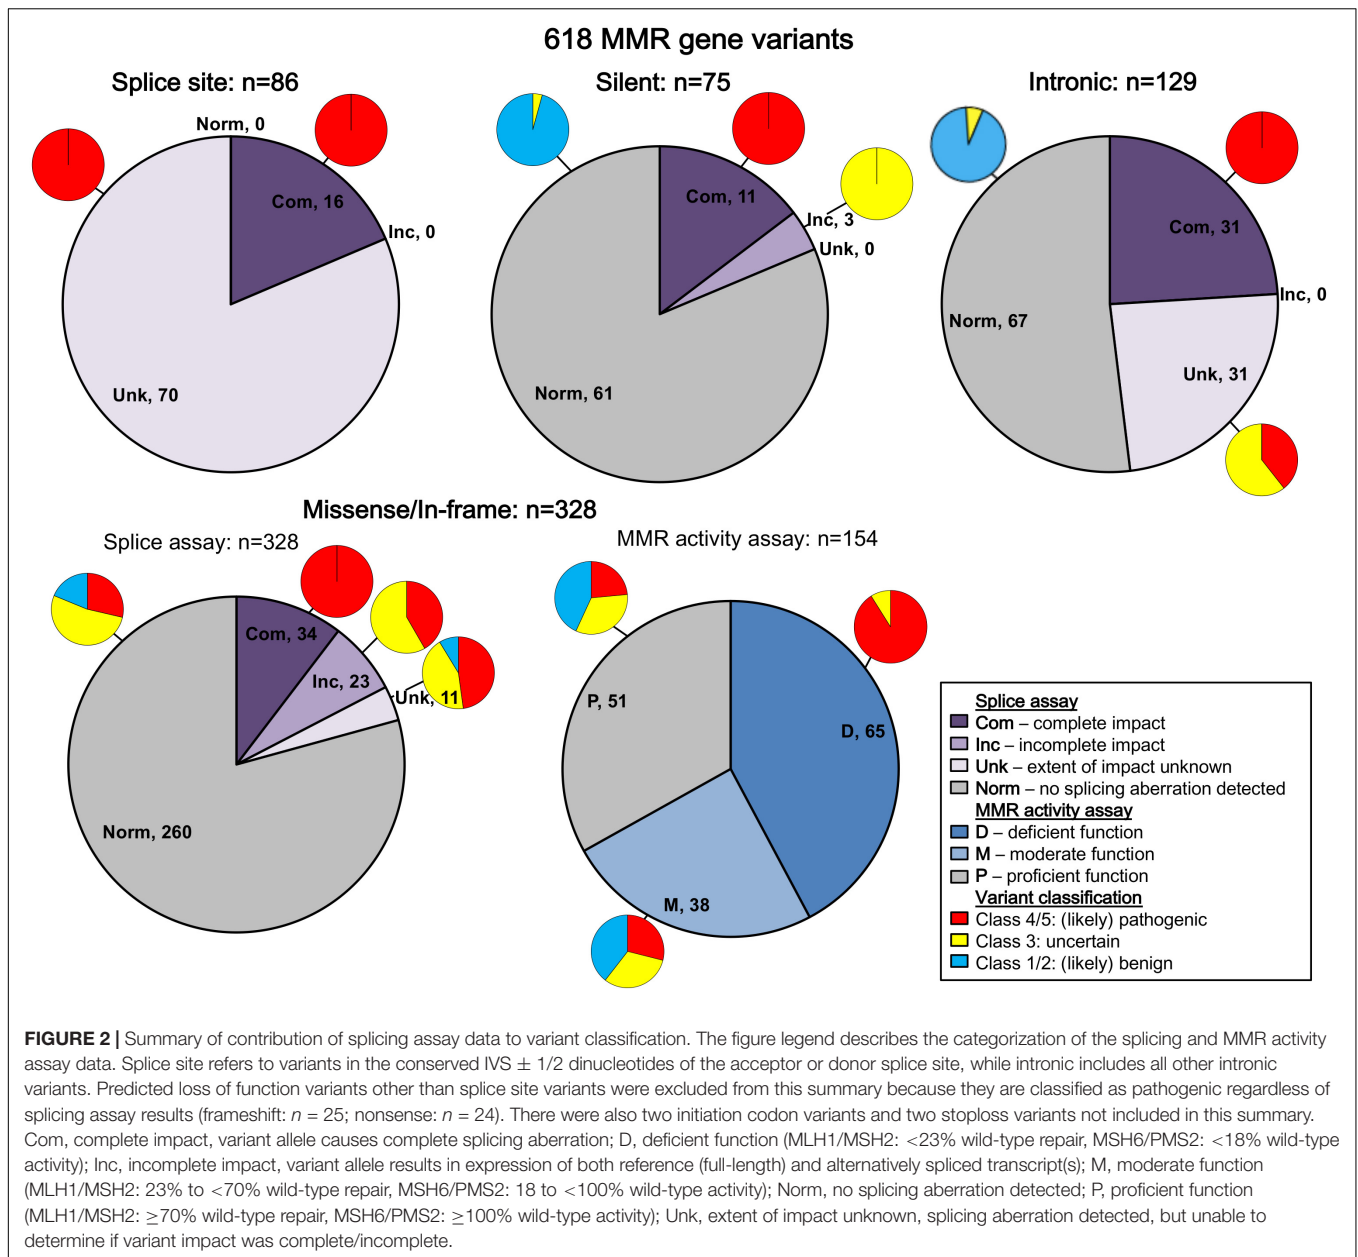 618 MMR gene variants
Splice site: n=86
Norm, 0
Com, 16
Inc, 0
Unk, 70
Silent: n=75
Com, 11
Inc, 3
Unk, 0
Norm, 61
Intronic: n=129
Com, 31
Inc, 0
Unk, 31
Norm, 67
Missense/In-frame: n=328
Splice assay: n=328
Com, 34
Inc, 23
Unk, 11
Norm, 260
MMR activity assay: n=154
D, 65
M, 38
P, 51
Splice assay
Com – complete impact
Inc – incomplete impact
Unk – extent of impact unknown
Norm – no splicing aberration detected
MMR activity assay
D – deficient function
M – moderate function
P – proficient function
Variant classification
Class 4/5: (likely) pathogenic
Class 3: uncertain
Class 1/2: (likely) benign
FIGURE 2 | Summary of contribution of splicing assay data to variant classification. The figure legend describes the categorization of the splicing and MMR activity
assay data. Splice site refers to variants in the conserved IVS ± 1/2 dinucleotides of the acceptor or donor splice site, while intronic includes all other intronic
variants. Predicted loss of function variants other than splice site variants were excluded from this summary because they are classified as pathogenic regardless of
splicing assay results (frameshift: n = 25; nonsense: n = 24). There were also two initiation codon variants and two stoploss variants not included in this summary.
Com, complete impact, variant allele causes complete splicing aberration; D, deficient function (MLH1/MSH2: <23% wild-type repair, MSH6/PMS2: <18% wild-type
activity); Inc, incomplete impact, variant allele results in expression of both reference (full-length) and alternatively spliced transcript(s); M, moderate function
(MLH1/MSH2: 23% to <70% wild-type repair, MSH6/PMS2: 18 to <100% wild-type activity); Norm, no splicing aberration detected; P, proficient function
(MLH1/MSH2: ≥70% wild-type repair, MSH6/PMS2: ≥100% wild-type activity); Unk, extent of impact unknown, splicing aberration detected, but unable to
determine if variant impact was complete/incomplete.